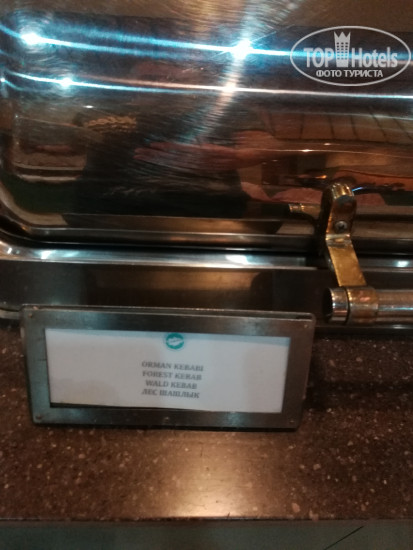 TOP Hotels
ФОТО ТУРИСТА
ORMAN KEBABI
FOREST KEBAB
WALD KEBAB
ЛЕС ШАШЛЫК